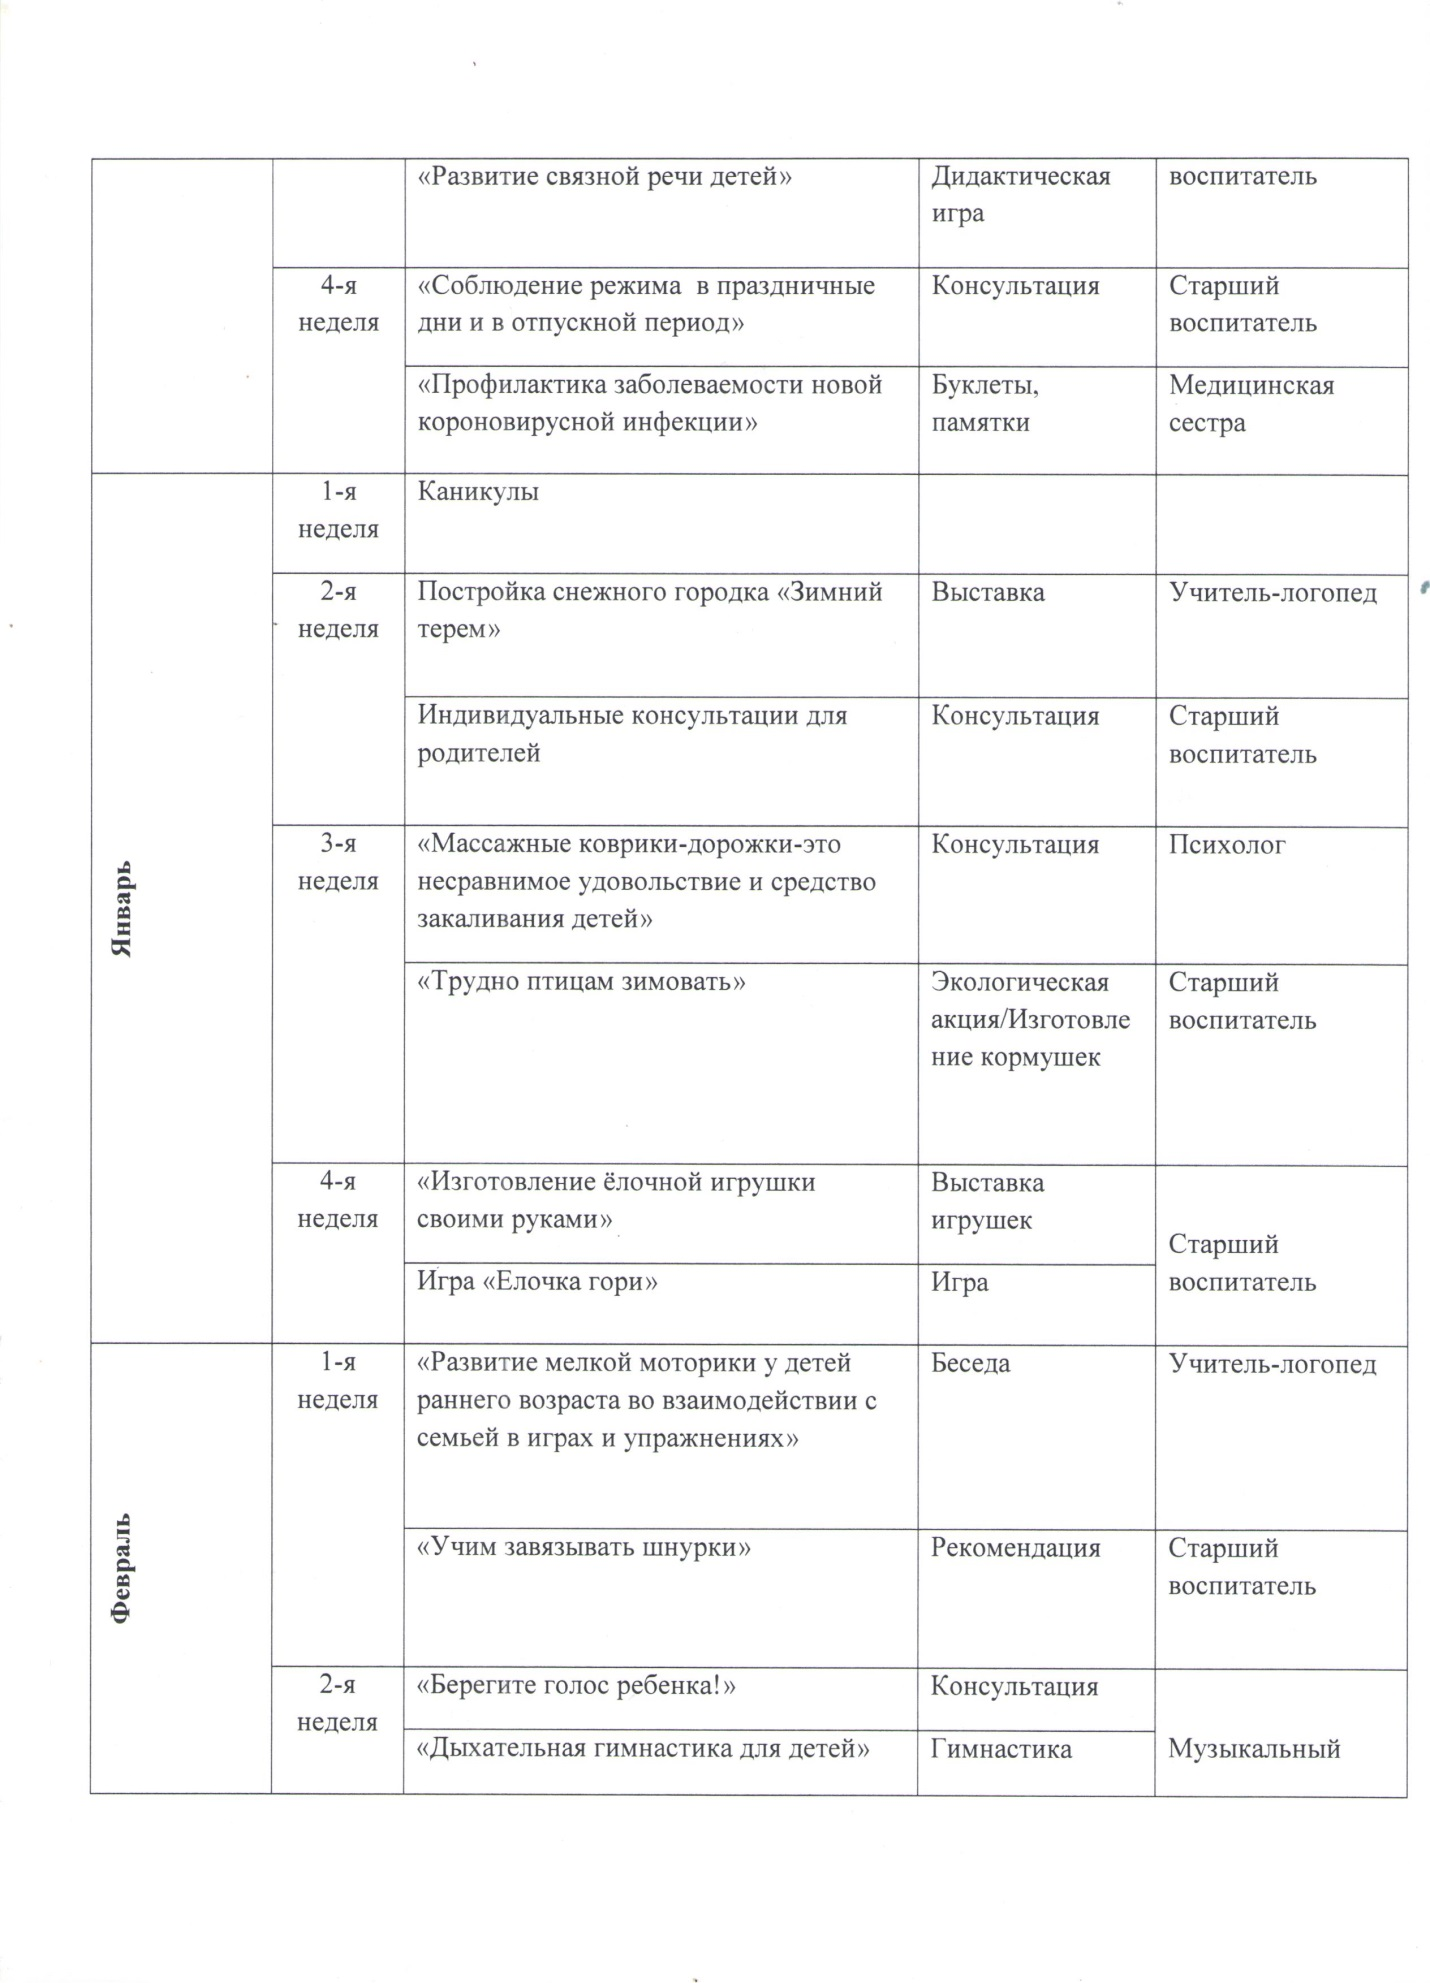 «Развитие связной речи детей»
Дидактическая
игра
воспитатель
4-я
неделя
«Соблюдение режима  в праздничные
дни и в отпускной период»
Консультация
Старший
воспитатель
«Профилактика заболеваемости новой
короновирусной инфекции»
Буклеты,
памятки
Медицинская
сестра
Январь
1-я
неделя
Каникулы
2-я
неделя
Постройка снежного городка «Зимний
терем»
Выставка
Учитель-логопед
Индивидуальные консультации для
родителей
Консультация
Старший
воспитатель
3-я
неделя
«Массажные коврики-дорожки-это
несравнимое удовольствие и средство
закаливания детей»
Консультация
Психолог
«Трудно птицам зимовать»
Экологическая
акция/Изготовле
ние кормушек
Старший
воспитатель
4-я
неделя
«Изготовление ёлочной игрушки
своими руками»
Выставка
игрушек
Старший
воспитатель
Игра «Елочка гори»
Игра
Февраль
1-я
неделя
«Развитие мелкой моторики у детей
раннего возраста во взаимодействии с
семьей в играх и упражнениях»
Беседа
Учитель-логопед
«Учим завязывать шнурки»
Рекомендация
Старший
воспитатель
2-я
неделя
«Берегите голос ребенка!»
Консультация
«Дыхательная гимнастика для детей»
Гимнастика
Музыкальный